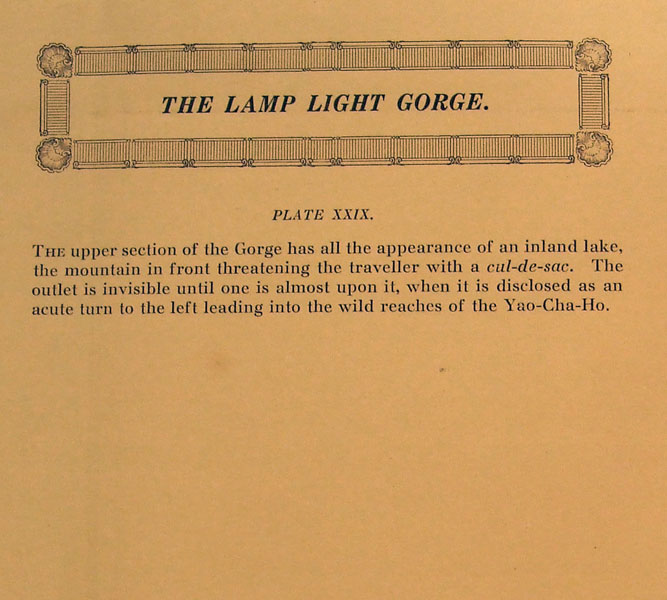 THE LAMP LIGHT GORGE.
PLATE XXIX.
THE upper section of the Gorge has all the appearance of an inland lake,
the mountain in front threatening the traveller with a cul-de-sac. The
outlet is invisible until one is almost upon it, when it is disclosed as an
acute turn to the left leading into the wild reaches of the Yao-Cha-Ho.